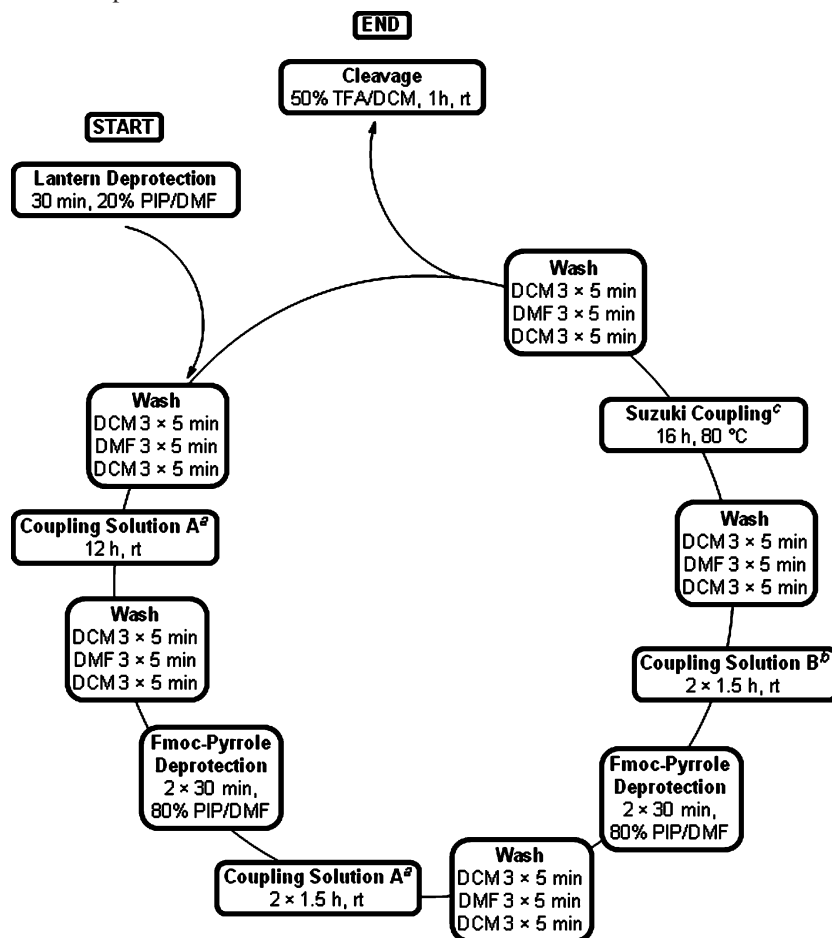 END
Cleavage
50% TFA/DCM, 1h, rt
START
Lantern Deprotection
30 min, 20% PIP/DMF
Wash
DCM 3 × 5 min
DMF 3 × 5 min
DCM 3 × 5 min
Coupling Solution Aª
12 h, rt
Wash
DCM 3 × 5 min
DMF 3 × 5 min
DCM 3 × 5 min
Fmoc-Pyrrole
Deprotection
2 × 30 min,
80% PIP/DMF
Coupling Solution Aª
2 × 1.5 h, rt
Wash
DCM 3 × 5 min
DMF 3 × 5 min
DCM 3 × 5 min
Fmoc-Pyrrole
Deprotection
2 × 30 min,
80% PIP/DMF
Coupling Solution Bᵇ
2 × 1.5 h, rt
Wash
DCM 3 × 5 min
DMF 3 × 5 min
DCM 3 × 5 min
Suzuki Couplingᶜ
16 h, 80 °C
Wash
DCM 3 × 5 min
DMF 3 × 5 min
DCM 3 × 5 min